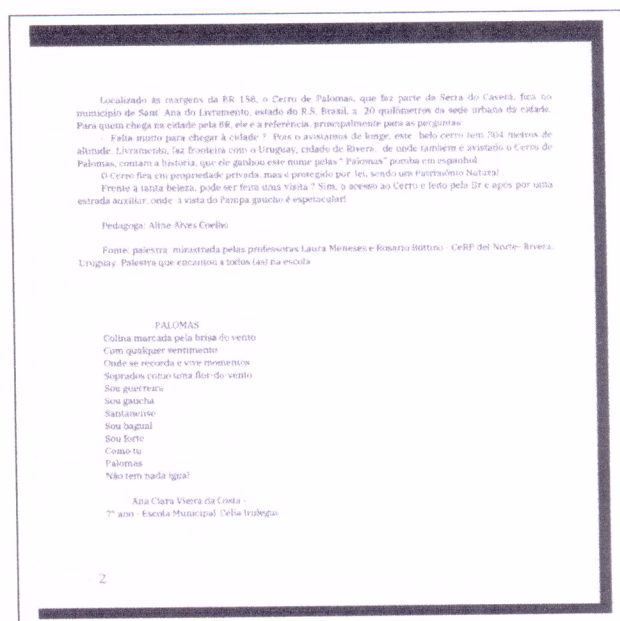 Localizado às margens da BR 158, o Cerro de Palomas, que faz parte da Serra do Caverá, fica no
município de Sant' Ana do Livramento, estado do R.S. Brasil, a 20 quilômetros da sede urbana da cidade.
Para quem chega na cidade pela BR, ele é a referência, principalmente para as perguntas
Falta muito para chegar à cidade ? Pois o avistamos de longe, este belo cerro tem 304 metros de
altitude. Livramento, faz fronteira com o Uruguay, cidade de Rivera, de onde também é avistado o Cerro de
Palomas, contam a história, que ele ganhou este nome pelas " Palomas" pomba em espanhol
O Cerro fica em propriedade privada, mas é protegido por lei, sendo um Patrimônio Natural
Frente à tanta beleza, pode ser feita uma visita ? Sim, o acesso ao Cerro é feito pela Br e após por uma
estrada auxiliar, onde a vista do Pampa gaúcho é espetacular!
Pedagoga: Aline Alves Coelho
Fonte: palestra ministrada pelas professoras Laura Meneses e Rosario Bottino - CeRP del Norte- Rivera,
Uruguay. Palestra que encantou a todos (as) na escola
PALOMAS
Colina marcada pela brisa do vento
Com qualquer sentimento
Onde se recorda e vive momentos
Soprados como uma flor-do-vento
Sou guerreira
Sou gaúcha
Santanense
Sou bagual
Sou forte
Como tu
Palomas
Não tem nada igual
Ana Clara Vieira da Costa -
7° ano - Escola Municipal Célia Irulegui
2